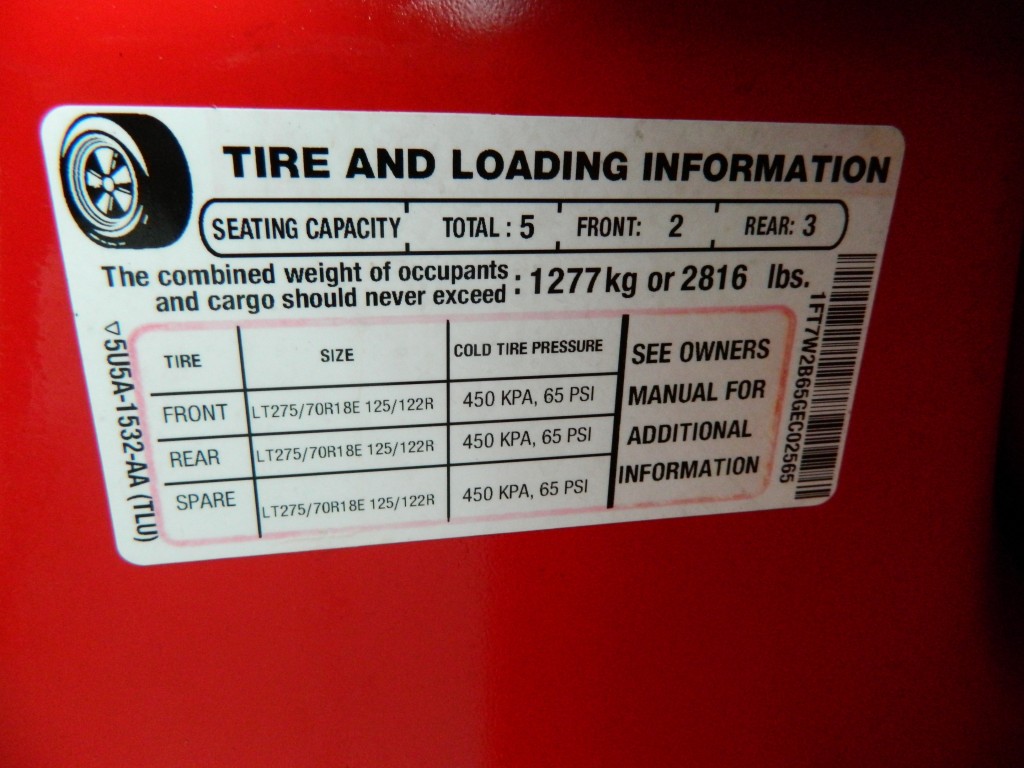 TIRE AND LOADING INFORMATION
SEATING CAPACITY TOTAL : 5 FRONT: 2 REAR: 3
The combined weight of occupants
and cargo should never exceed : 1277 kg or 2816 lbs.
TIRE SIZE COLD TIRE PRESSURE
FRONT LT275/70R18E 125/122R 450 KPA, 65 PSI
REAR LT275/70R18E 125/122R 450 KPA, 65 PSI
SPARE LT275/70R18E 125/122R 450 KPA, 65 PSI
SEE OWNERS
MANUAL FOR
ADDITIONAL
INFORMATION
▽5U5A-1532-AA (TLU)
1FT7W2B65GEC02565